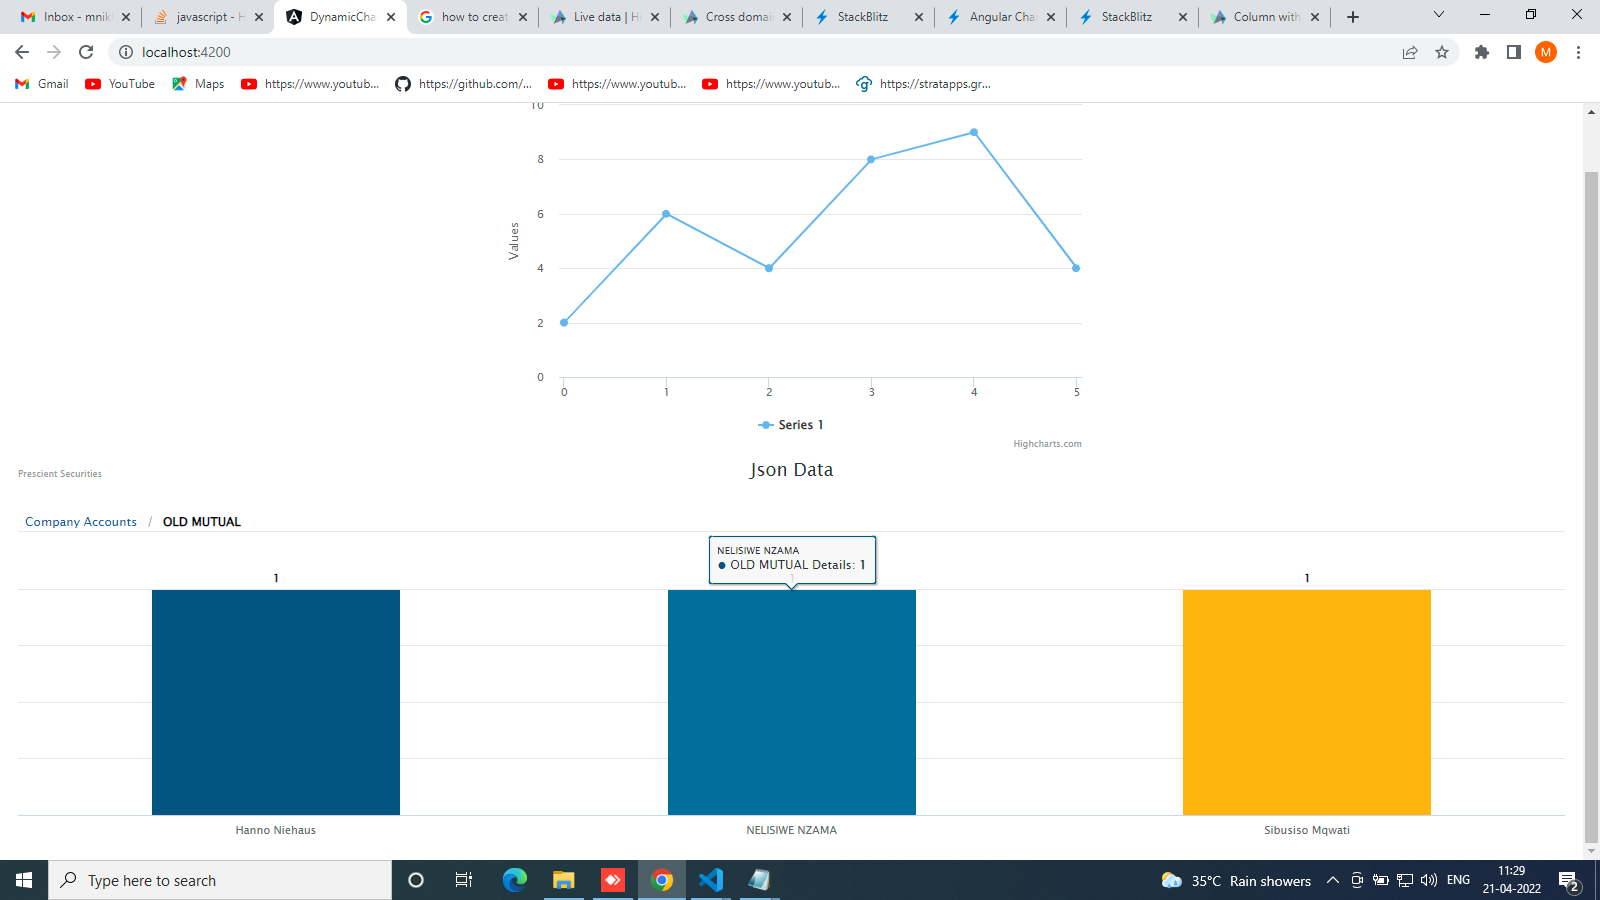 Inbox - mnik
javascript - H
DynamicCha
how to creat
Live data | Hi
Cross domai
StackBlitz
Angular Cha
StackBlitz
Column with
localhost:4200
M
Gmail
YouTube
Maps
https://www.youtub...
https://github.com/...
https://www.youtub...
https://www.youtub...
https://stratapps.gr...
10
8
6
4
2
0
Values
0 1 2 3 4 5
Series 1
Highcharts.com
Json Data
Prescient Securities
Company Accounts / OLD MUTUAL
NELISIWE NZAMA
● OLD MUTUAL Details: 1
1 1 1
Hanno Niehaus
NELISIWE NZAMA
Sibusiso Mqwati
Type here to search
35°C Rain showers
ENG
11:29
21-04-2022
2